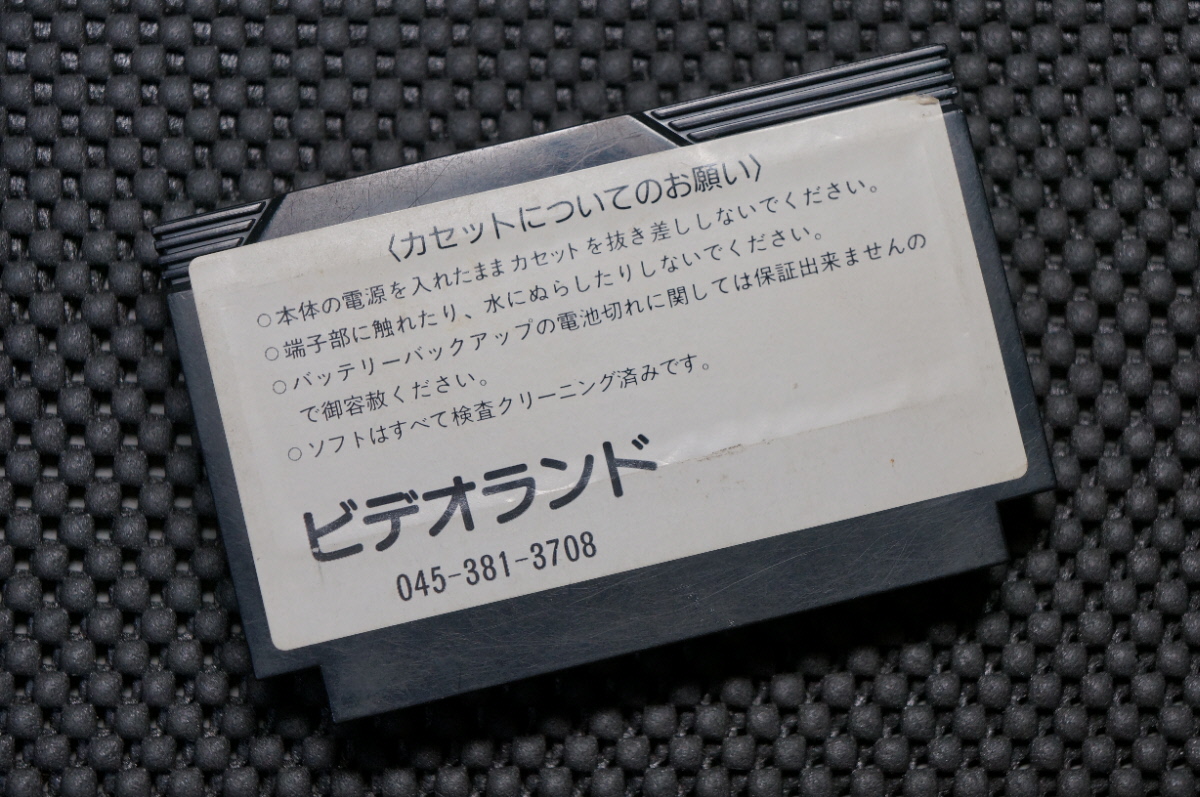 〈カセットについてのお願い〉
○本体の電源を入れたままカセットを抜き差ししないでください。
○端子部に触れたり、水にぬらしたりしないでください。
○バッテリーバックアップの電池切れに関しては保証出来ませんの
で御容赦ください。
○ソフトはすべて検査クリーニング済みです。
ビデオランド
045-381-3708